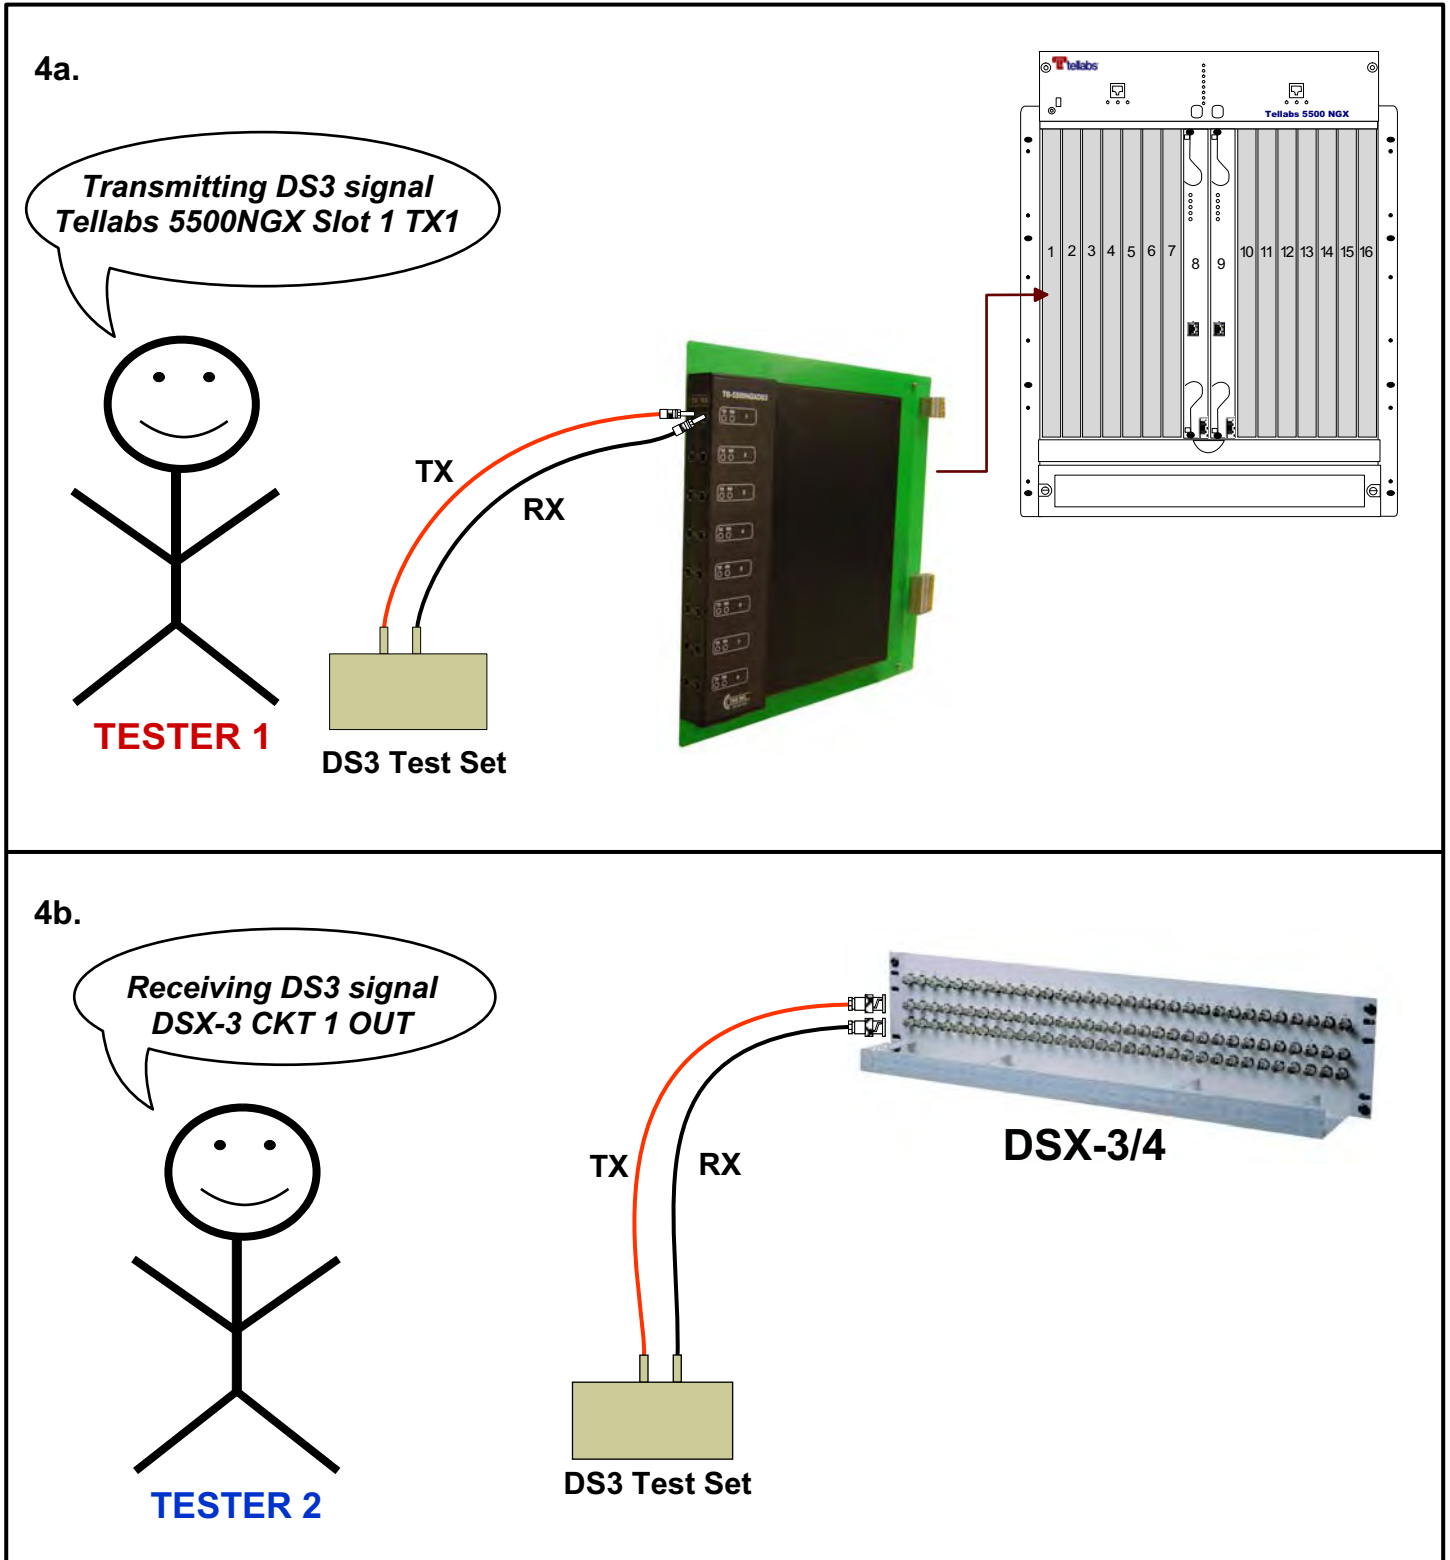 4a.
Transmitting DS3 signal
Tellabs 5500NGX Slot 1 TX1
tellabs
Tellabs 5500 NGX
1 2 3 4 5 6 7 8 9 10 11 12 13 14 15 16
TX
RX
TESTER 1
DS3 Test Set
4b.
Receiving DS3 signal
DSX-3 CKT 1 OUT
DSX-3/4
TX
RX
DS3 Test Set
TESTER 2